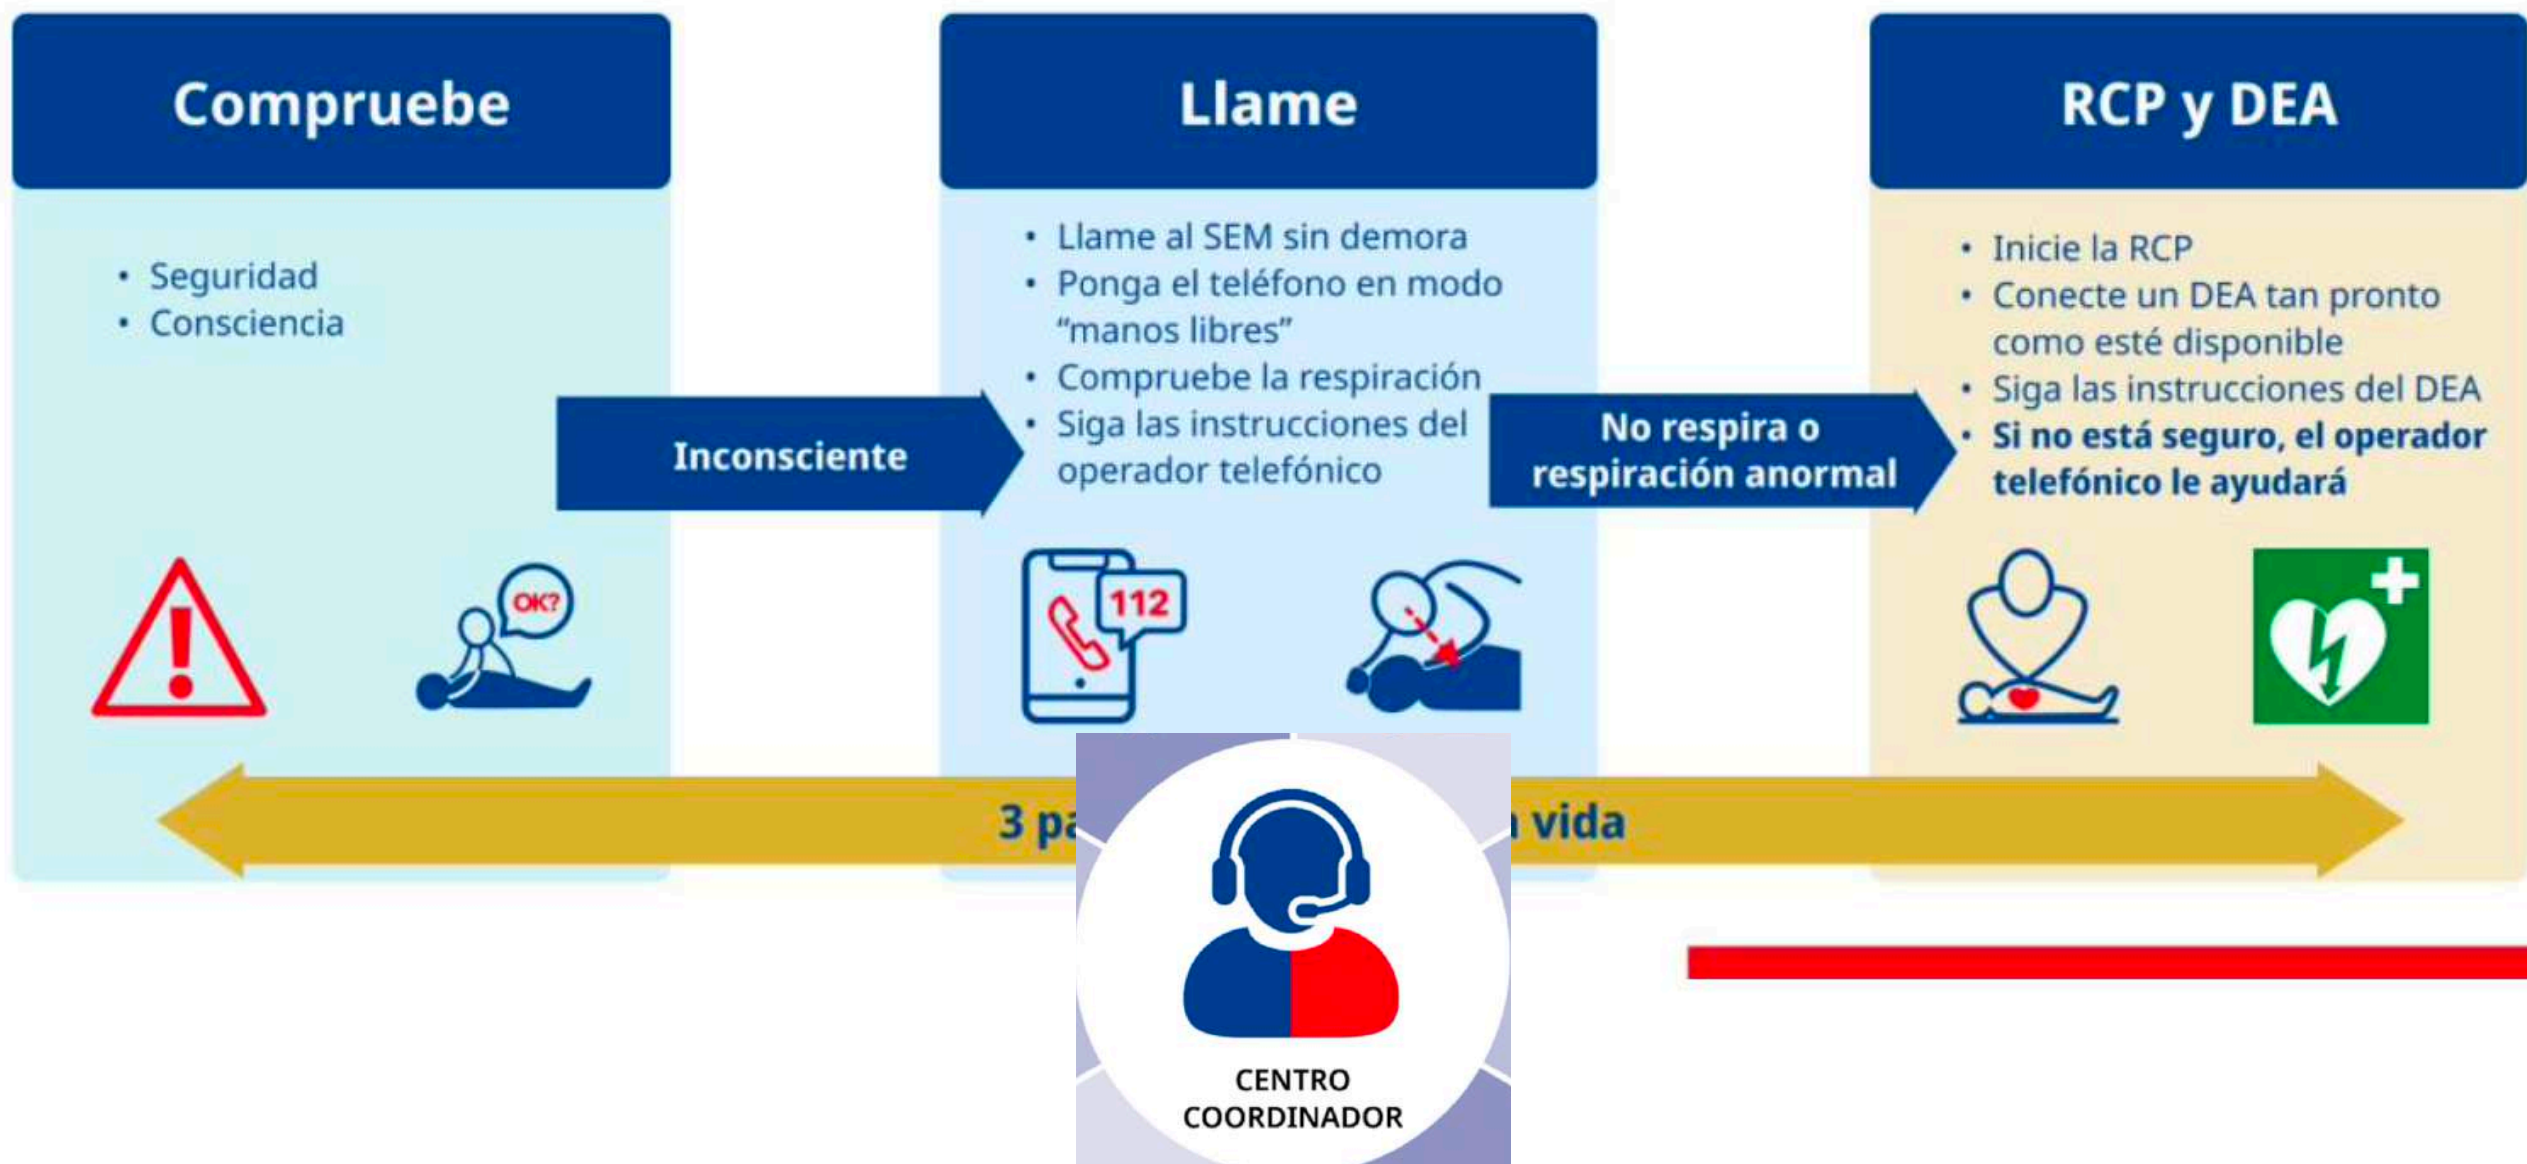 Compruebe
• Seguridad
• Consciencia
OK?
Inconsciente
Llame
• Llame al SEM sin demora
• Ponga el teléfono en modo
“manos libres”
• Compruebe la respiración
• Siga las instrucciones del
operador telefónico
112
No respira o
respiración anormal
RCP y DEA
• Inicie la RCP
• Conecte un DEA tan pronto
como esté disponible
• Siga las instrucciones del DEA
• Si no está seguro, el operador
telefónico le ayudará
3 vida
CENTRO
COORDINADOR